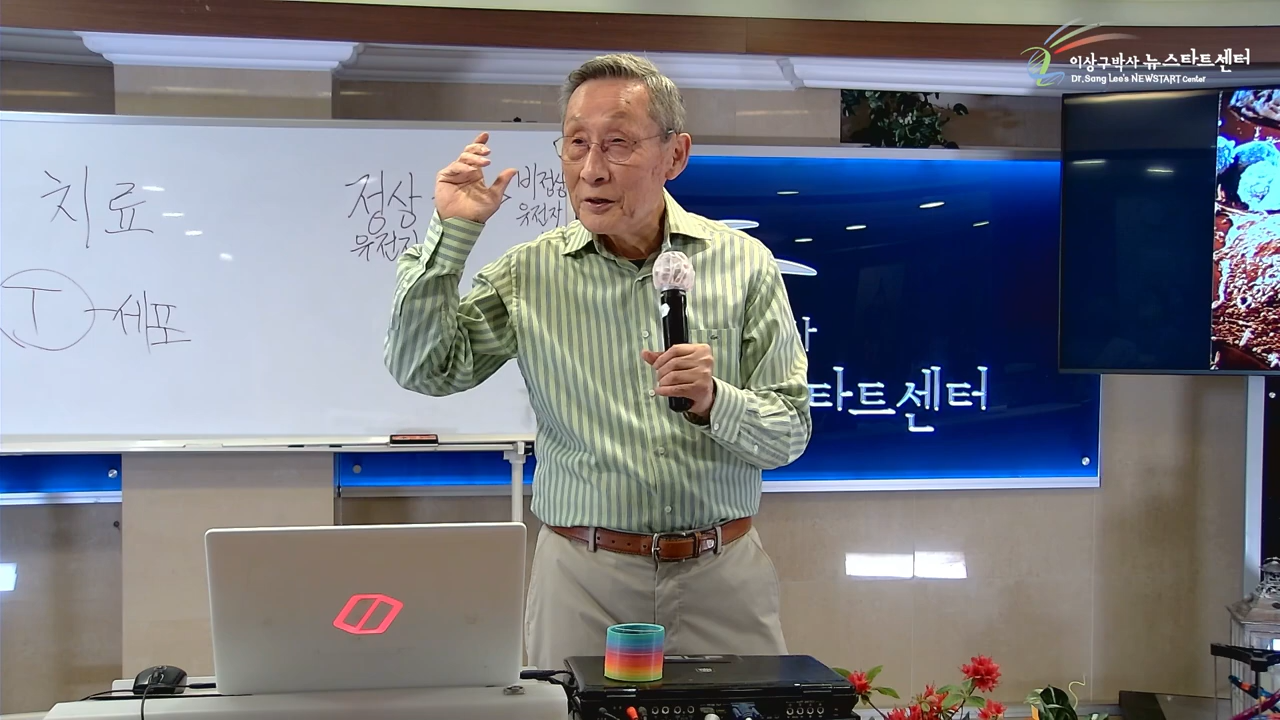 이상구박사 뉴스타트센터
Dr. Sang Lee's NEWSTART Center
치료
정상
유전자
비정상
유전자
T-세포
스타트센터